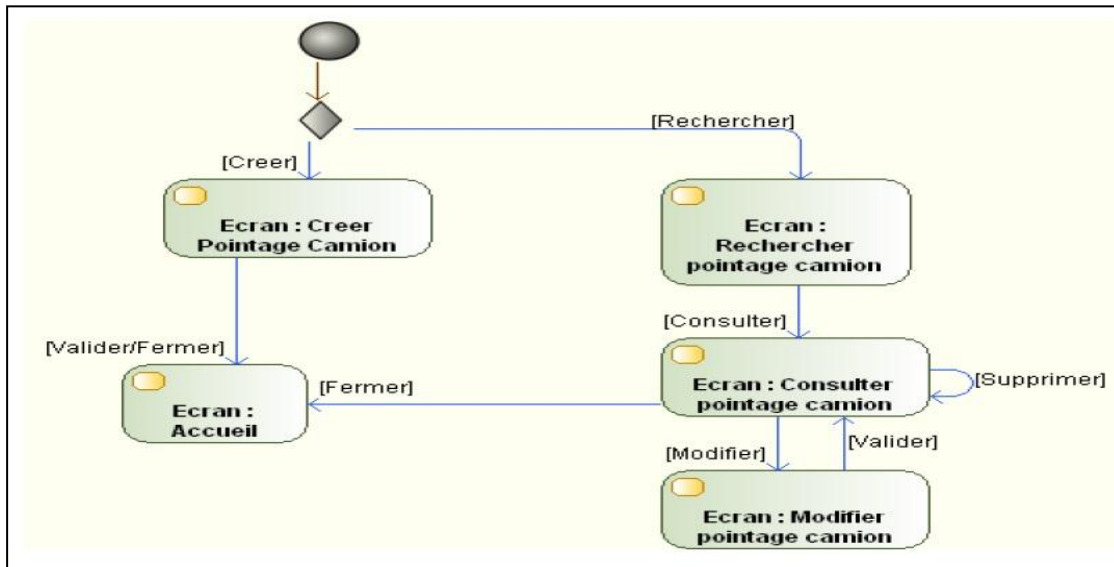 [Rechercher]
[Creer]
Ecran : Creer
Pointage Camion
Ecran :
Rechercher
pointage camion
[Consulter]
[Valider/Fermer]
[Fermer]
Ecran : Consulter
pointage camion
[Supprimer]
Ecran :
Accueil
[Modifier]
[Valider]
Ecran : Modifier
pointage camion